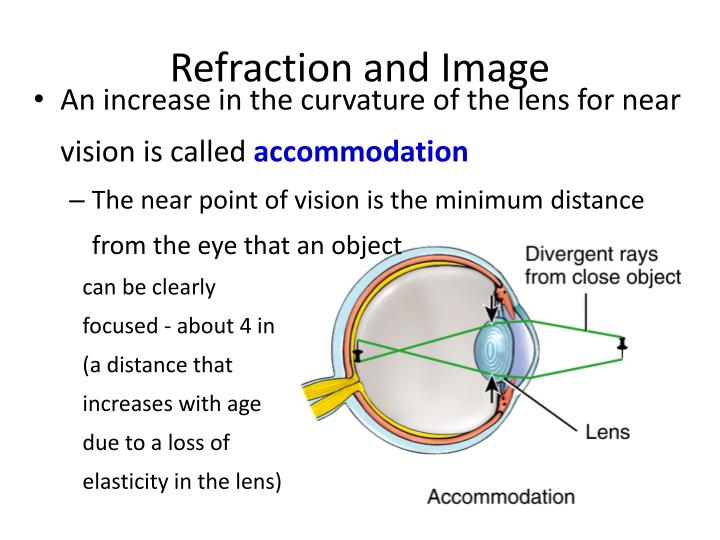 Refraction and Image
• An increase in the curvature of the lens for near
vision is called accommodation
– The near point of vision is the minimum distance
from the eye that an object
can be clearly
focused - about 4 in
(a distance that
increases with age
due to a loss of
elasticity in the lens)
Divergent rays
from close object
Lens
Accommodation